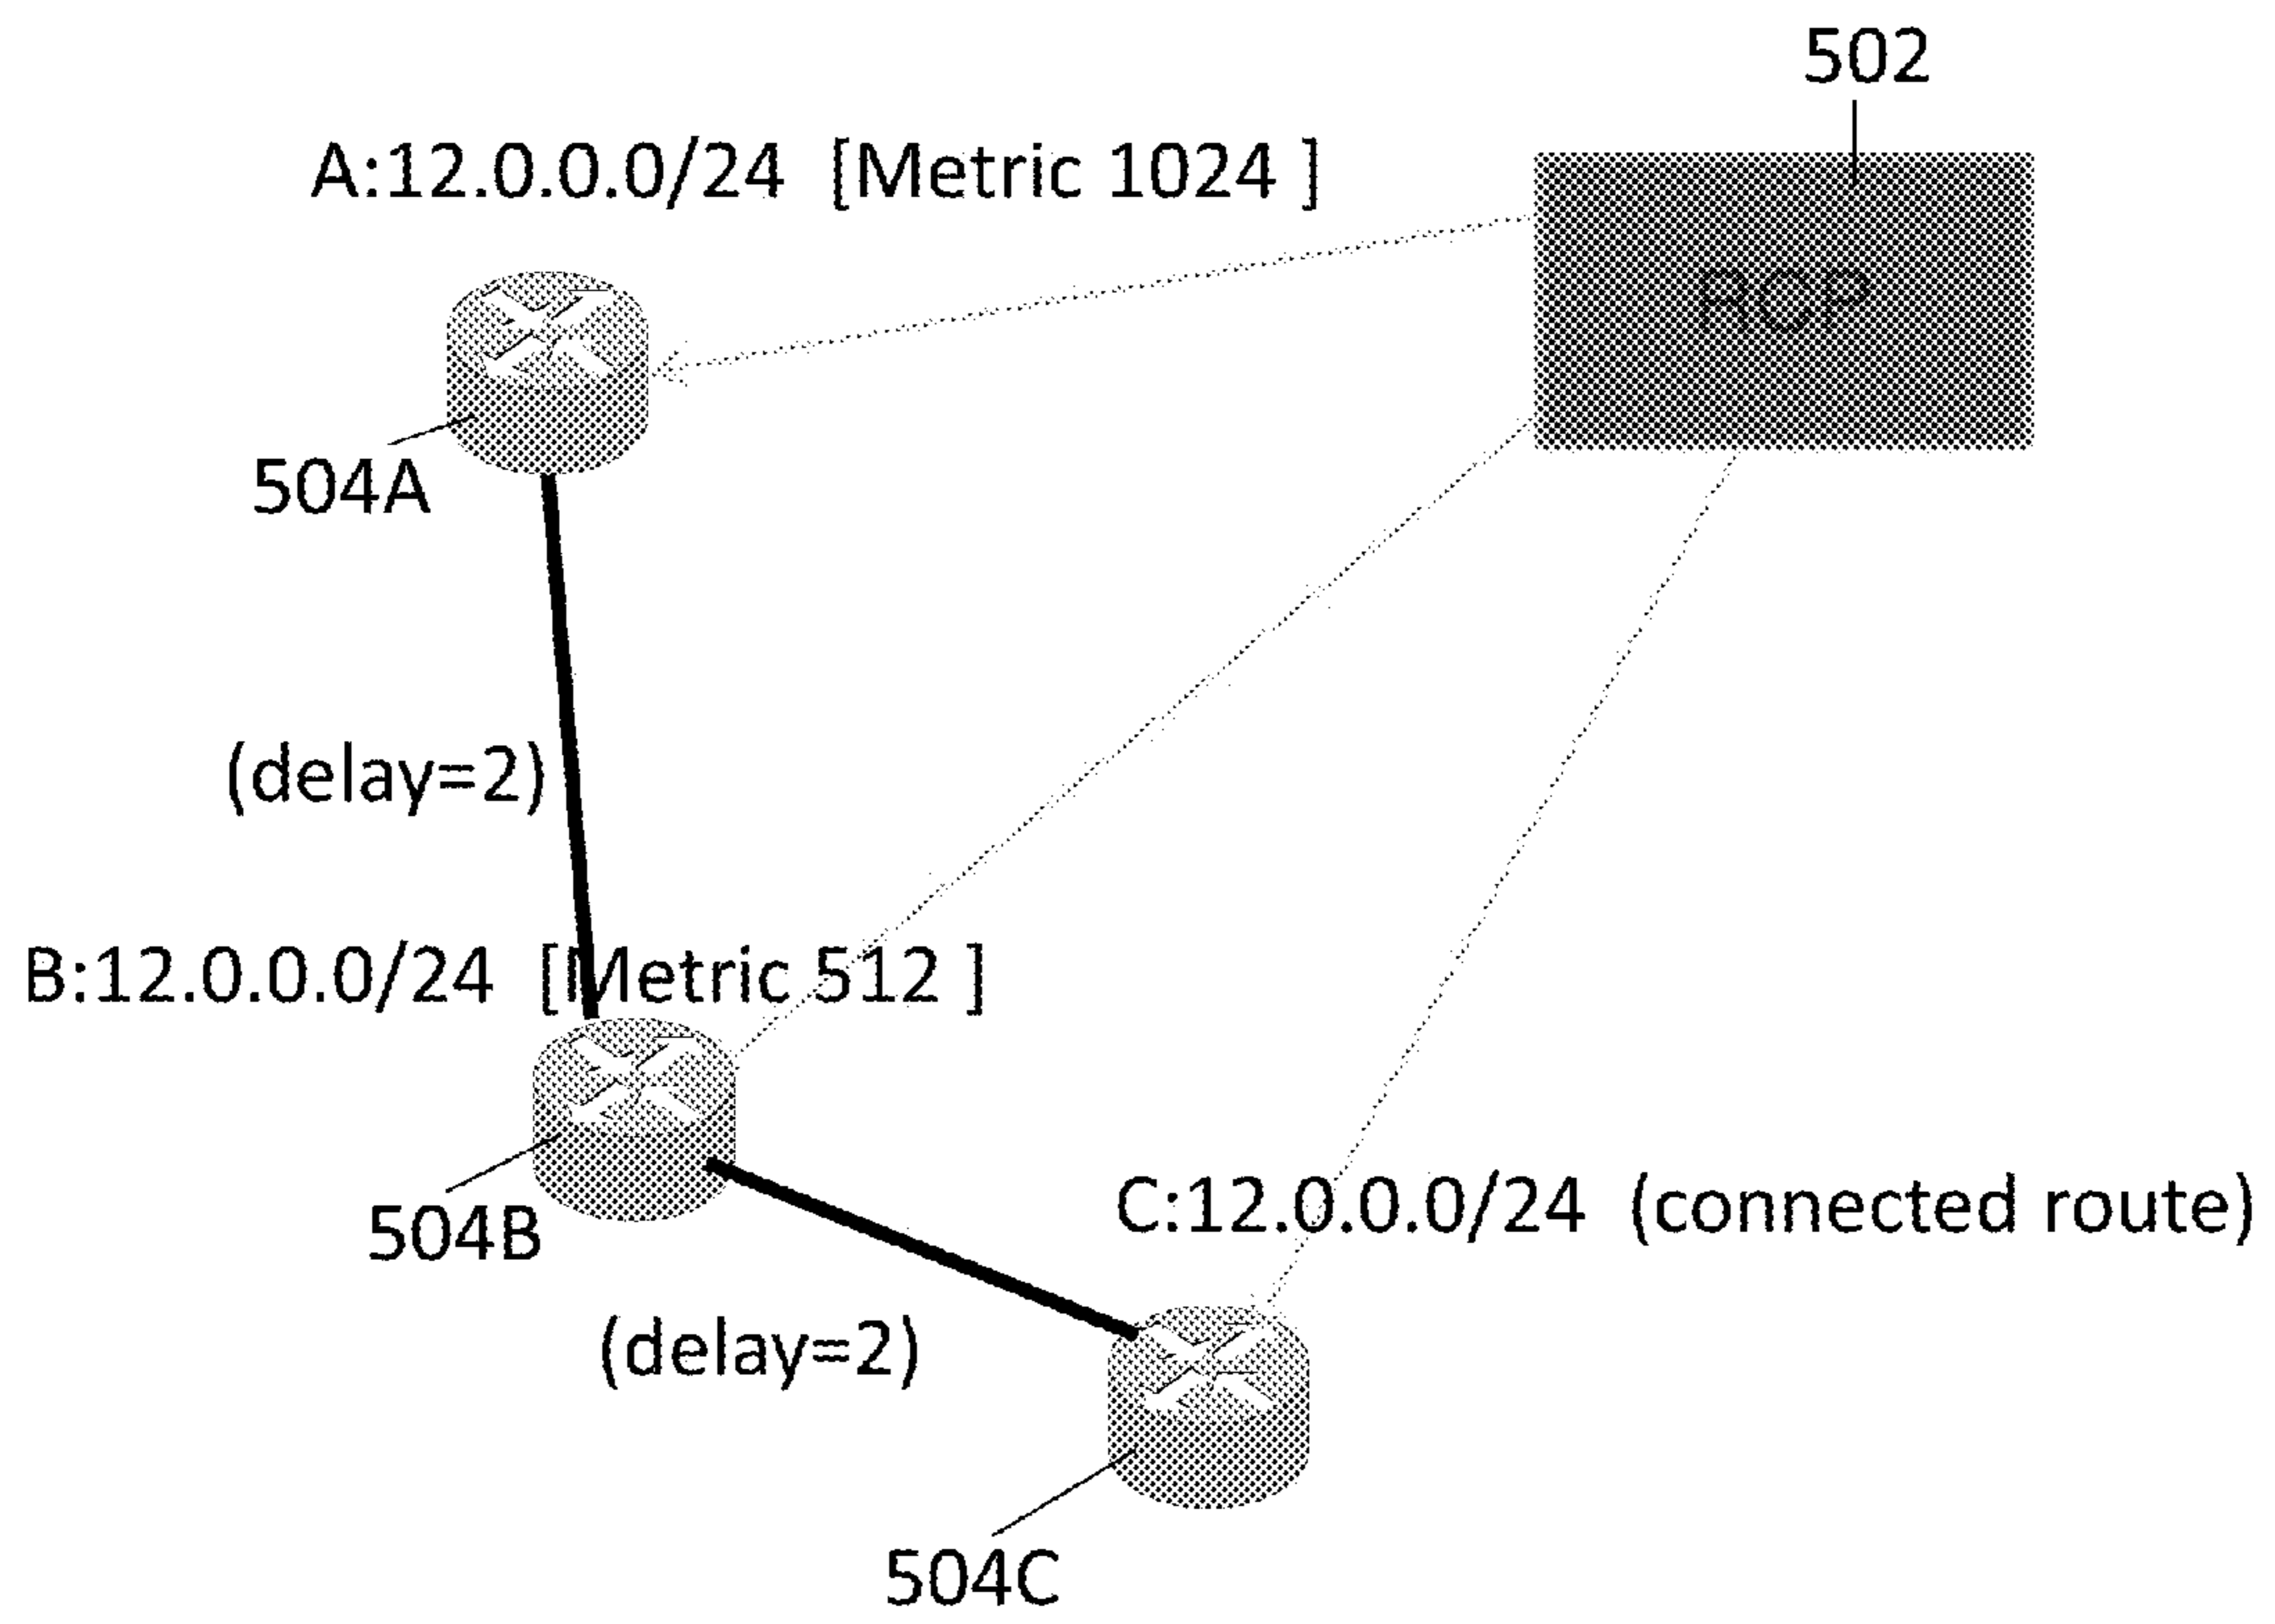 502
A:12.0.0.0/24 [Metric 1024 ]
RCP
504A
(delay=2)
B:12.0.0.0/24 [Metric 512 ]
504B
C:12.0.0.0/24 (connected route)
(delay=2)
504C